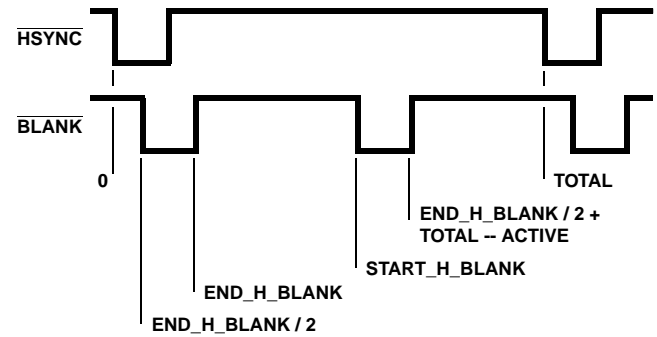 HSYNC
BLANK
0
TOTAL
END_H_BLANK / 2 +
TOTAL -- ACTIVE
START_H_BLANK
END_H_BLANK
END_H_BLANK / 2